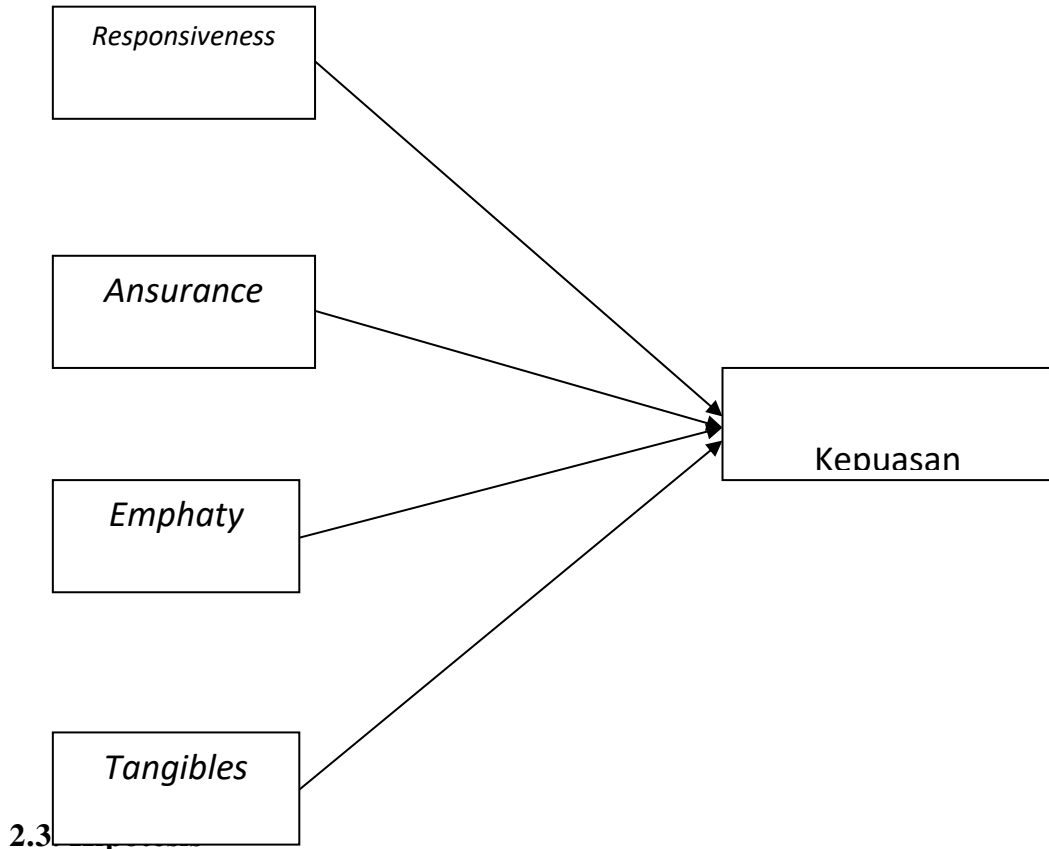 Responsiveness
Ansurance
Kepuasan
Emphaty
Tangibles
2.3.